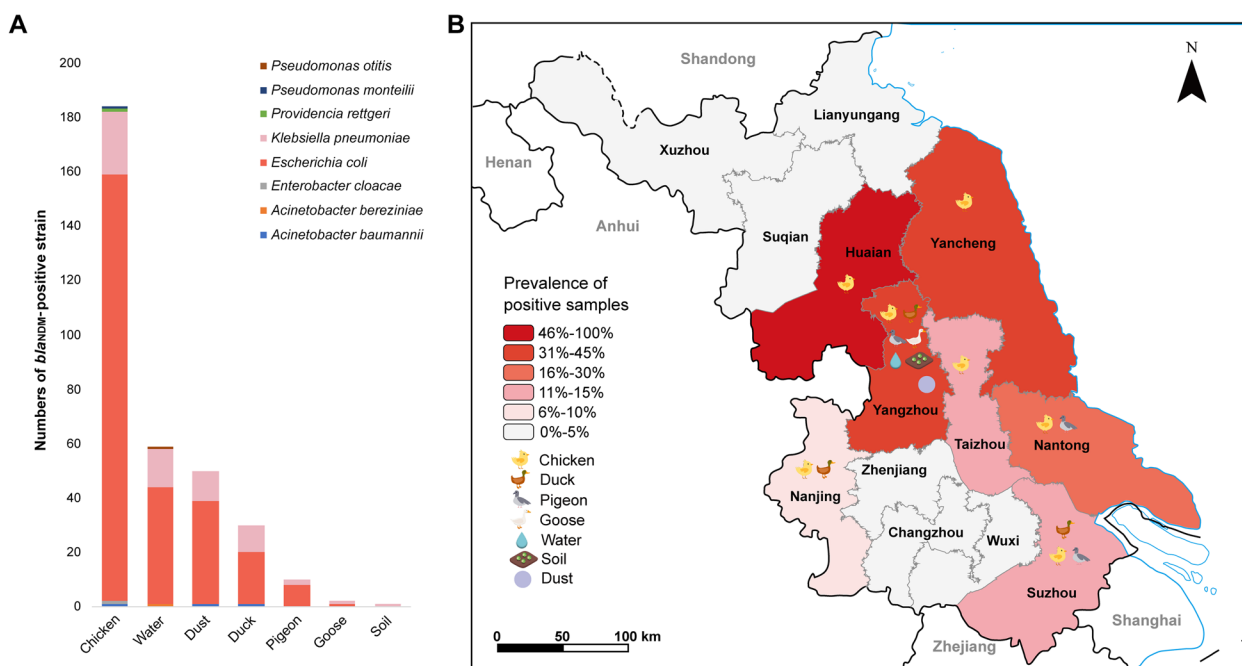 A
Numbers of blaNDM-positive strain
200
180
160
140
120
100
80
60
40
20
0
Pseudomonas otitis
Pseudomonas monteilii
Providencia rettgeri
Klebsiella pneumoniae
Escherichia coli
Enterobacter cloacae
Acinetobacter bereziniae
Acinetobacter baumannii
Chicken
Water
Dust
Duck
Pigeon
Goose
Soil
B
N
Shandong
Lianyungang
Xuzhou
Henan
Anhui
Suqian
Huaian
Yancheng
Yangzhou
Taizhou
Nantong
Nanjing
Zhenjiang
Changzhou
Wuxi
Suzhou
Shanghai
Zhejiang
Prevalence of
positive samples
46%-100%
31%-45%
16%-30%
11%-15%
6%-10%
0%-5%
Chicken
Duck
Pigeon
Goose
Water
Soil
Dust
0 50 100 km